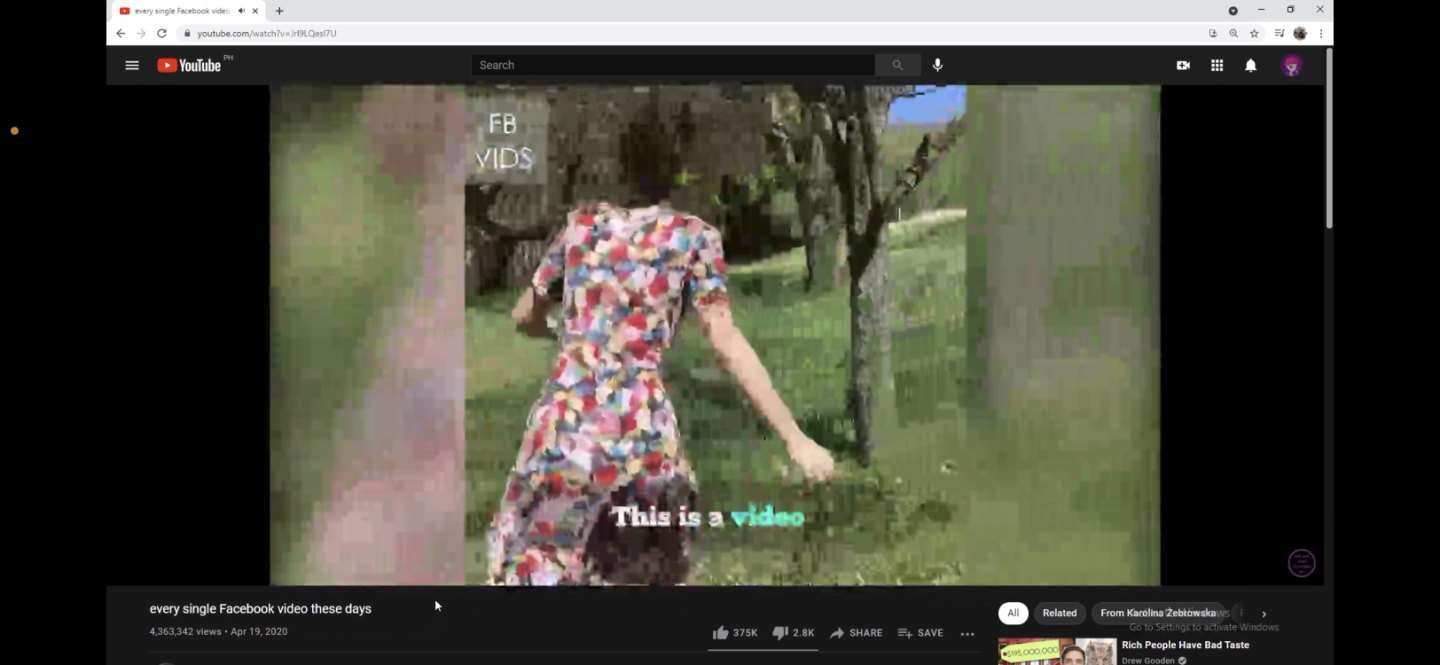 every single Facebook video
youtube.com/watch?v=JrI9LQesI7U
YouTube PH
Search
FB
VIDS
This is a video
every single Facebook video these days
4,363,342 views • Apr 19, 2020
375K
2.8K
SHARE
SAVE
All
Related
From Karolina Żebrowska
Go to Settings to activate Windows.
$195,000,000
Rich People Have Bad Taste
Drew Gooden